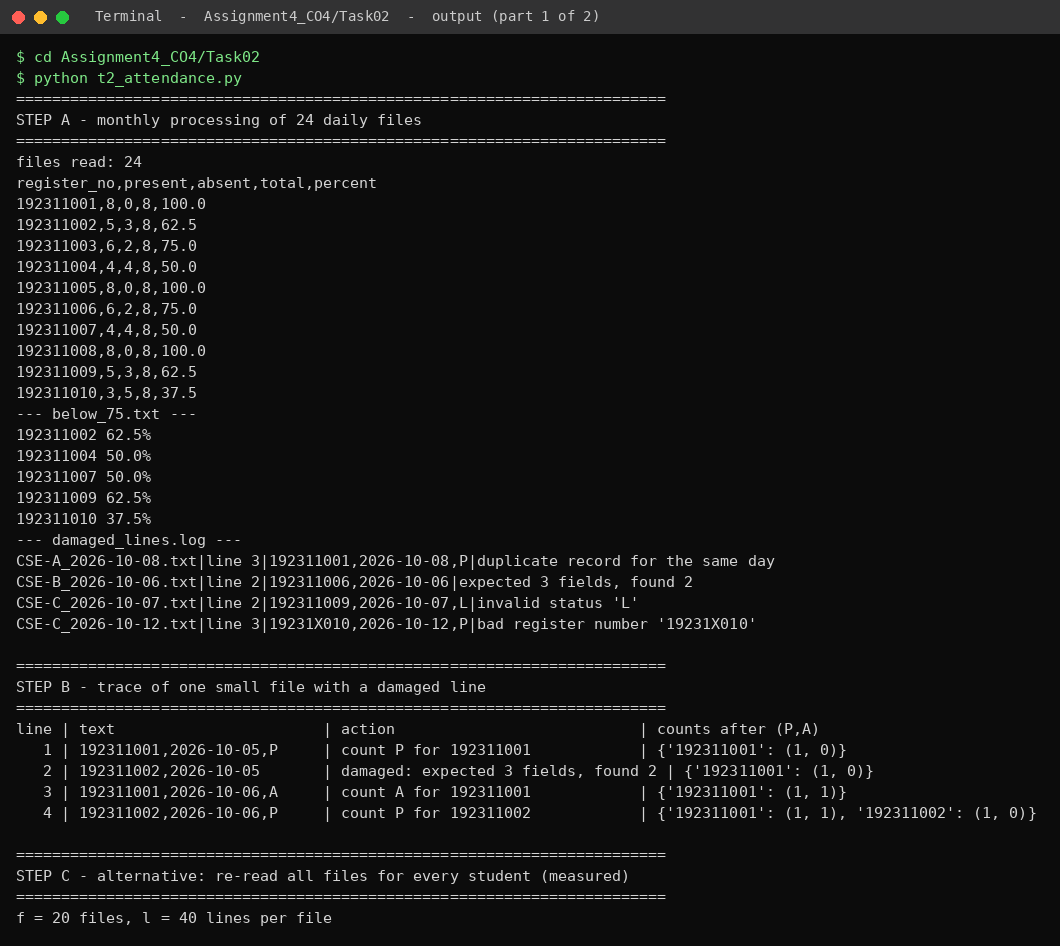 Terminal  -  Assignment4_CO4/Task02  -  output (part 1 of 2)
$ cd Assignment4_CO4/Task02
$ python t2_attendance.py
========================================================================
STEP A - monthly processing of 24 daily files
========================================================================
files read: 24
register_no,present,absent,total,percent
192311001,8,0,8,100.0
192311002,5,3,8,62.5
192311003,6,2,8,75.0
192311004,4,4,8,50.0
192311005,8,0,8,100.0
192311006,6,2,8,75.0
192311007,4,4,8,50.0
192311008,8,0,8,100.0
192311009,5,3,8,62.5
192311010,3,5,8,37.5
--- below_75.txt ---
192311002 62.5%
192311004 50.0%
192311007 50.0%
192311009 62.5%
192311010 37.5%
--- damaged_lines.log ---
CSE-A_2026-10-08.txt|line 3|192311001,2026-10-08,P|duplicate record for the same day
CSE-B_2026-10-06.txt|line 2|192311006,2026-10-06|expected 3 fields, found 2
CSE-C_2026-10-07.txt|line 2|192311009,2026-10-07,L|invalid status 'L'
CSE-C_2026-10-12.txt|line 3|19231X010,2026-10-12,P|bad register number '19231X010'
========================================================================
STEP B - trace of one small file with a damaged line
========================================================================
line | text                       | action                           | counts after (P,A)
   1 | 192311001,2026-10-05,P     | count P for 192311001            | {'192311001': (1, 0)}
   2 | 192311002,2026-10-05       | damaged: expected 3 fields, found 2 | {'192311001': (1, 0)}
   3 | 192311001,2026-10-06,A     | count A for 192311001            | {'192311001': (1, 1)}
   4 | 192311002,2026-10-06,P     | count P for 192311002            | {'192311001': (1, 1), '192311002': (1, 0)}
========================================================================
STEP C - alternative: re-read all files for every student (measured)
========================================================================
f = 20 files, l = 40 lines per file